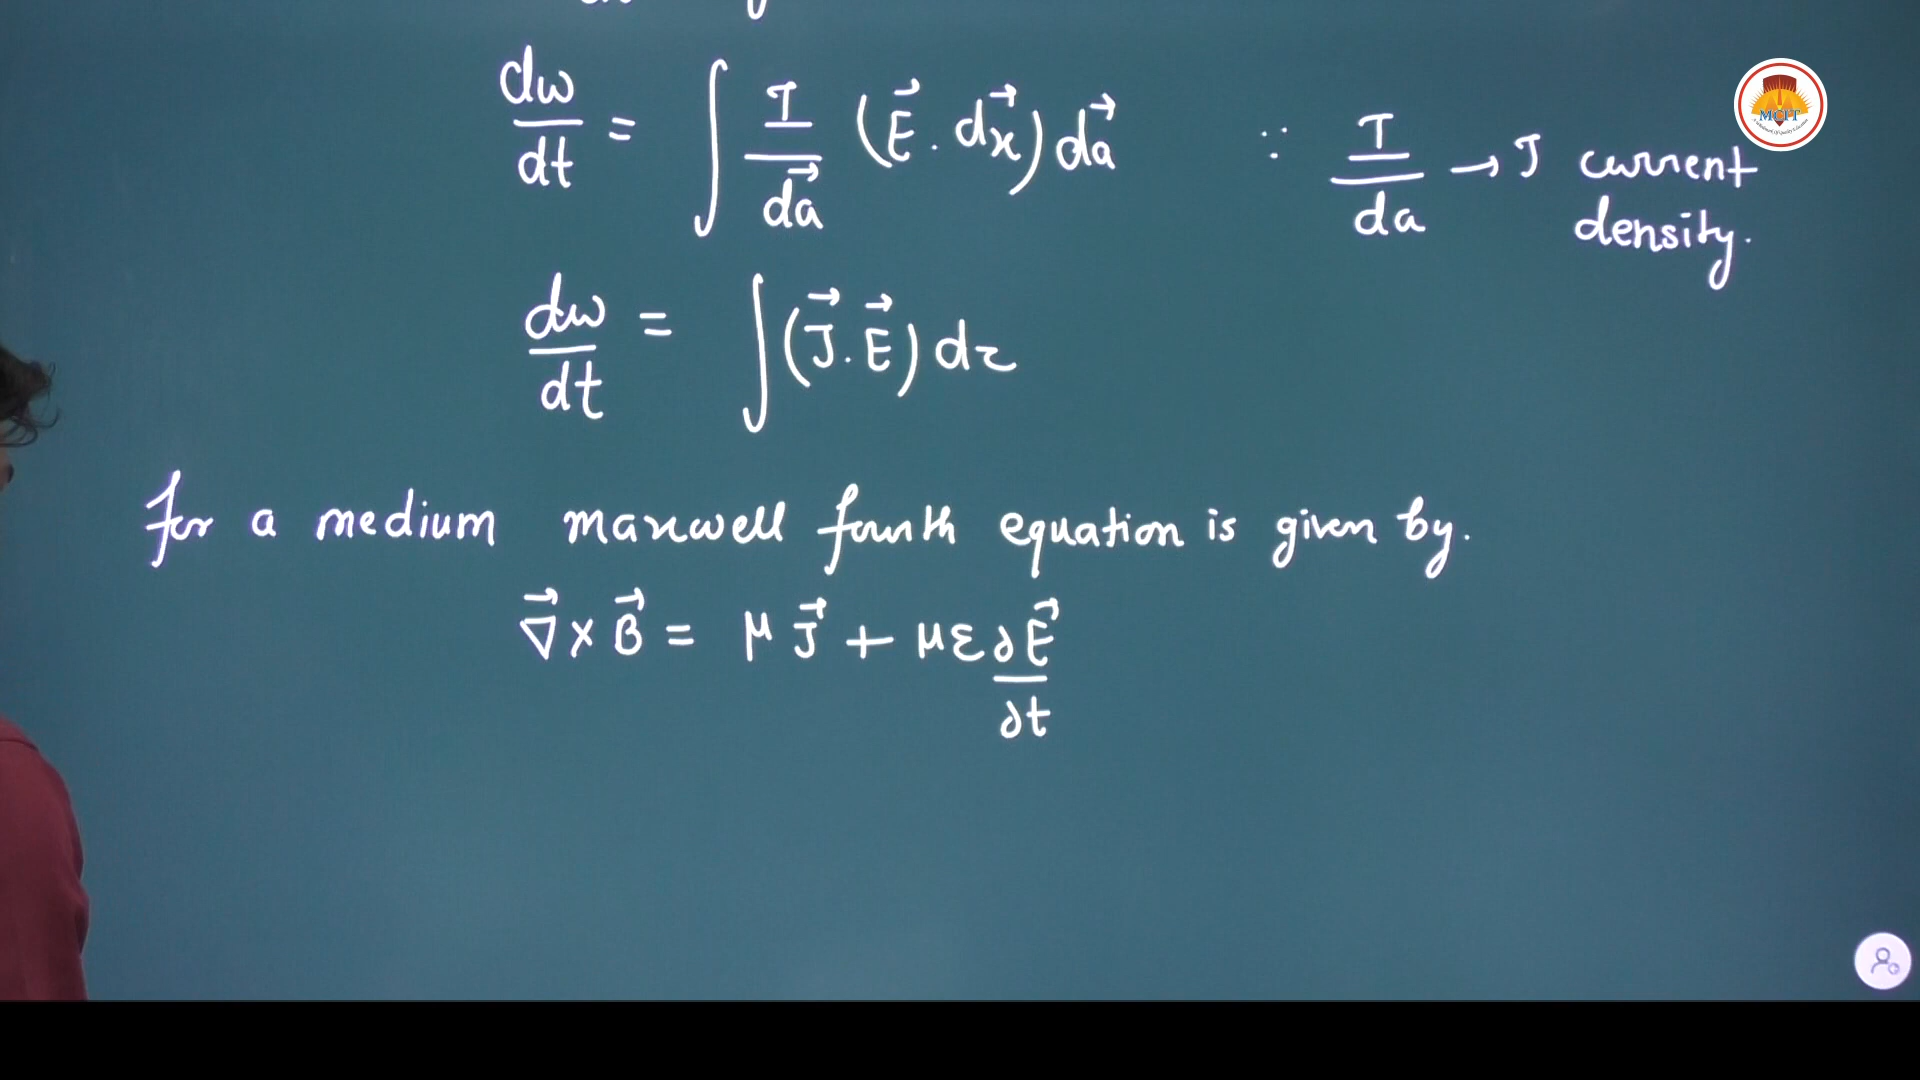 dw/dt = ∫ I/da⃗ (E⃗ . dx⃗) da⃗ ∵ I/da → J current density.
dw/dt = ∫ (J⃗ . E⃗) dτ
for a medium maxwell fourth equation is given by.
∇⃗ × B⃗ = μ J⃗ + με ∂E⃗/∂t
MCPT